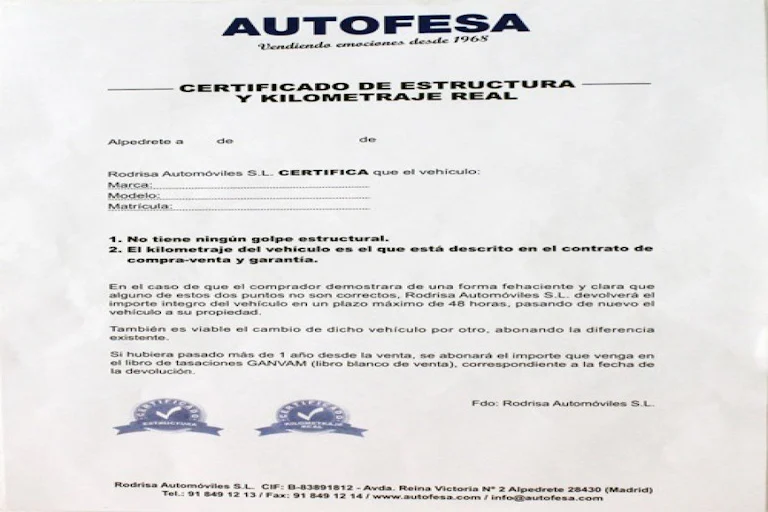 AUTOFESA
Vendiendo emociones desde 1968
CERTIFICADO DE ESTRUCTURA
Y KILOMETRAJE REAL
Alpedrete a de de
Rodrisa Automóviles S.L. CERTIFICA que el vehículo:
Marca:
Modelo:
Matrícula:
1. No tiene ningún golpe estructural.
2. El kilometraje del vehículo es el que está descrito en el contrato de
compra-venta y garantía.
En el caso de que el comprador demostrara de una forma fehaciente y clara que
alguno de estos dos puntos no son correctos, Rodrisa Automóviles S.L. devolverá el
importe integro del vehículo en un plazo máximo de 48 horas, pasando de nuevo el
vehículo a su propiedad.
También es viable el cambio de dicho vehículo por otro, abonando la diferencia
existente.
Si hubiera pasado más de 1 año desde la venta, se abonará el importe que venga en
el libro de tasaciones GANVAM (libro blanco de venta), correspondiente a la fecha de
la devolución.
Fdo: Rodrisa Automóviles S.L.
CERTIFICADO
ESTRUCTURA
CERTIFICADO
KILOMETRAJE
REAL
Rodrisa Automóviles S.L. CIF: B-83891812 - Avda. Reina Victoria Nº 2 Alpedrete 28430 (Madrid)
Tel.: 91 849 12 13 / Fax: 91 849 12 14 / www.autofesa.com / info@autofesa.com